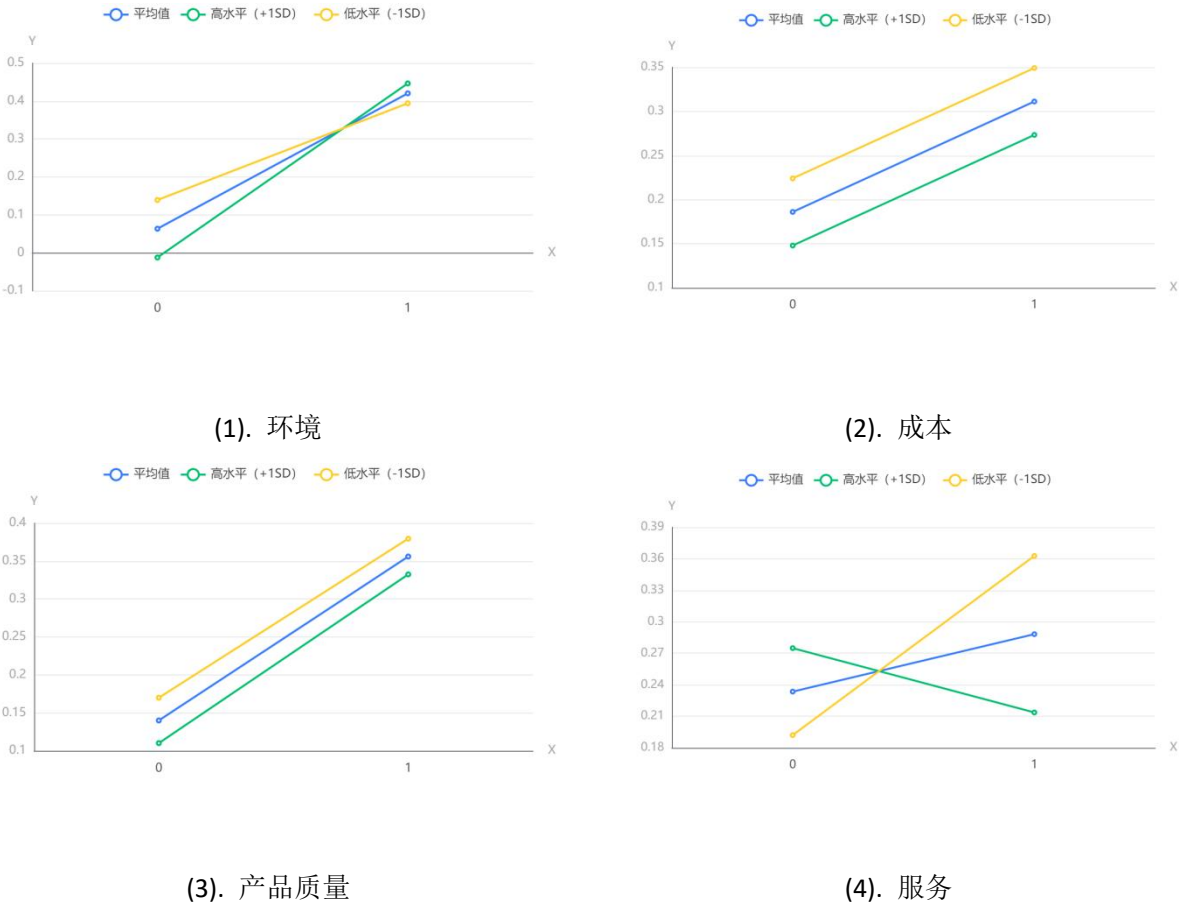 平均值 高水平（+1SD） 低水平（-1SD）
Y
0.5
0.4
0.3
0.2
0.1
0
-0.1
X
0 1
(1). 环境
平均值 高水平（+1SD） 低水平（-1SD）
Y
0.35
0.3
0.25
0.2
0.15
0.1
X
0 1
(2). 成本
平均值 高水平（+1SD） 低水平（-1SD）
Y
0.4
0.35
0.3
0.25
0.2
0.15
0.1
X
0 1
(3). 产品质量
平均值 高水平（+1SD） 低水平（-1SD）
Y
0.39
0.36
0.33
0.3
0.27
0.24
0.21
0.18
X
0 1
(4). 服务